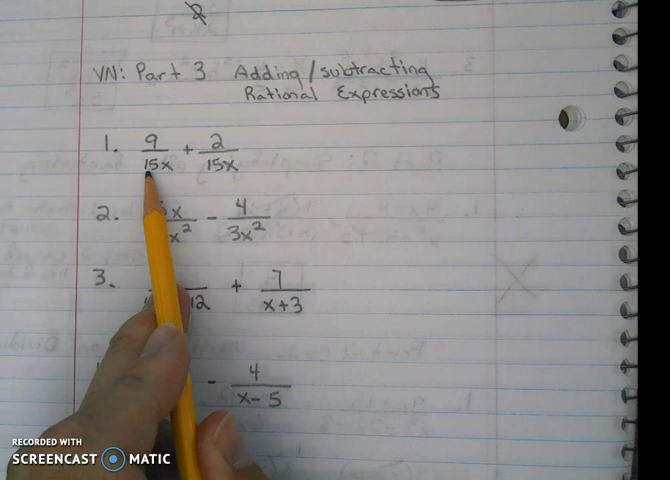 VN: Part 3 Adding/subtracting
Rational Expressions
1. 9/15x + 2/15x
2. x/x² - 4/3x²
3. 12 + 7/x+3
- 4/x-5
RECORDED WITH
SCREENCAST MATIC